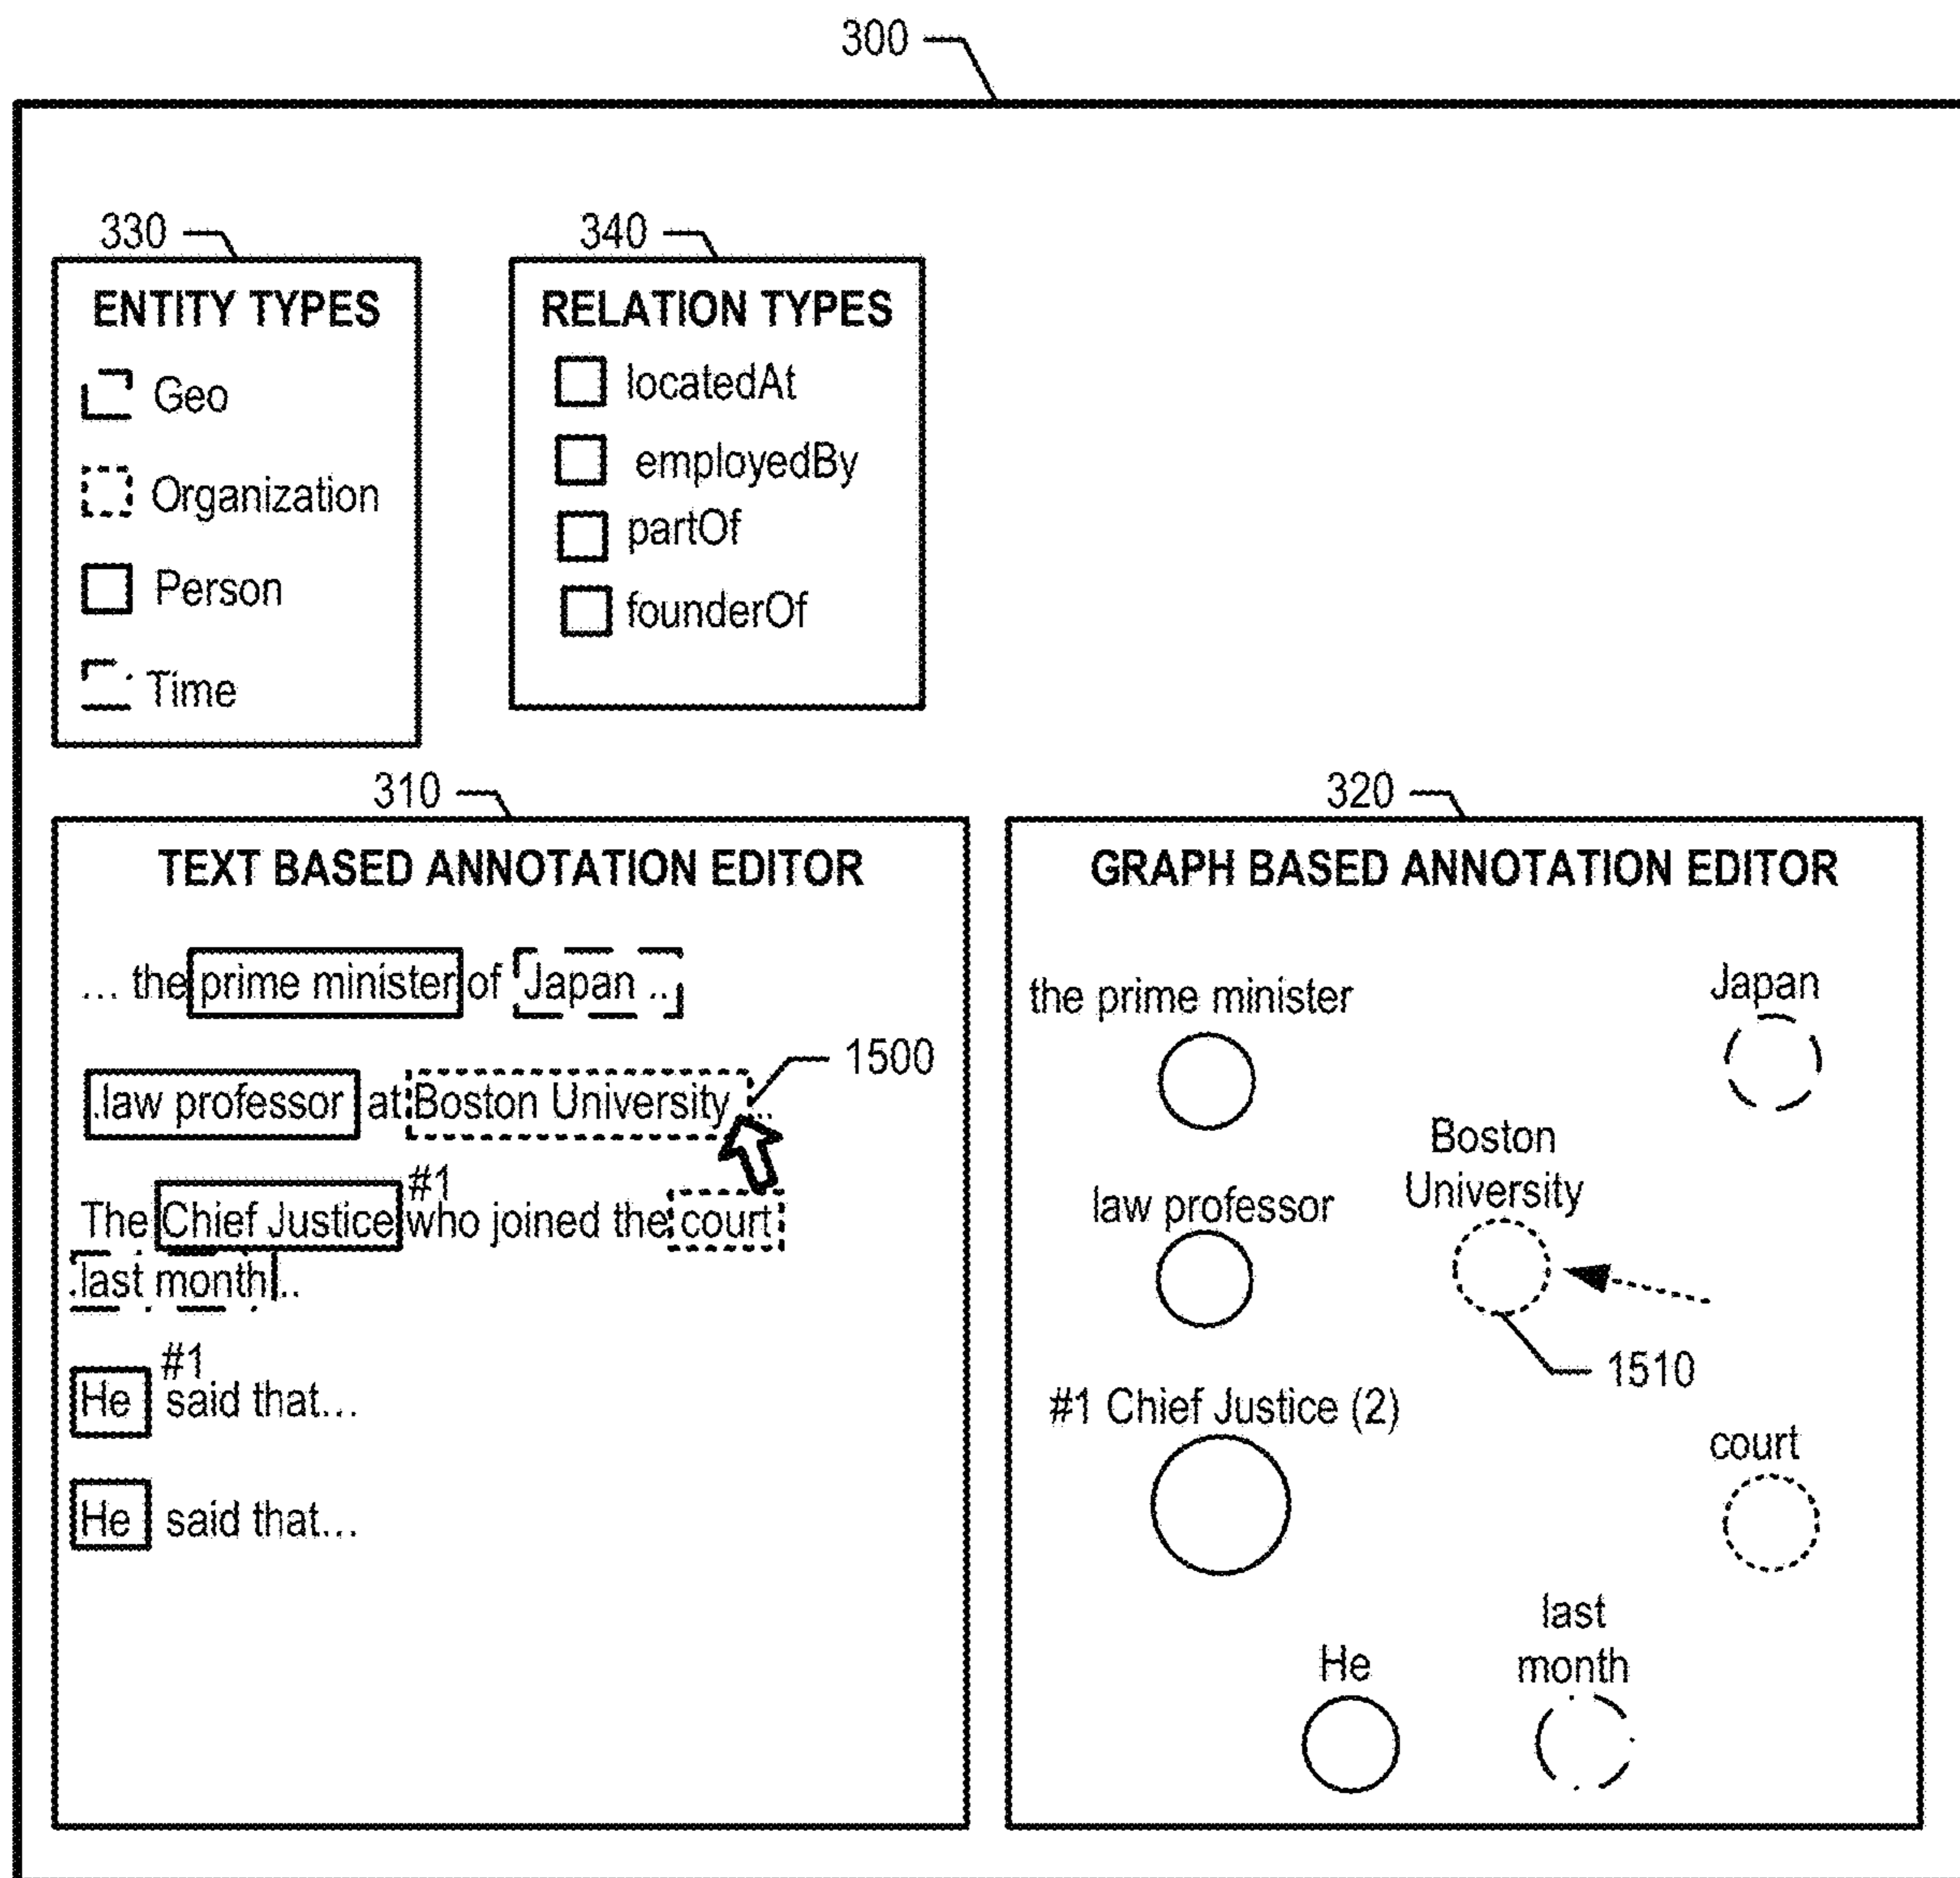 300
330
ENTITY TYPES
Geo
Organization
Person
Time
340
RELATION TYPES
locatedAt
employedBy
partOf
founderOf
310
TEXT BASED ANNOTATION EDITOR
... the prime minister of Japan ..
.law professor at Boston University ...
1500
#1
The Chief Justice who joined the court
.last month ..
#1
He said that...
He said that...
320
GRAPH BASED ANNOTATION EDITOR
the prime minister
Japan
Boston
University
law professor
1510
#1 Chief Justice (2)
court
last
month
He